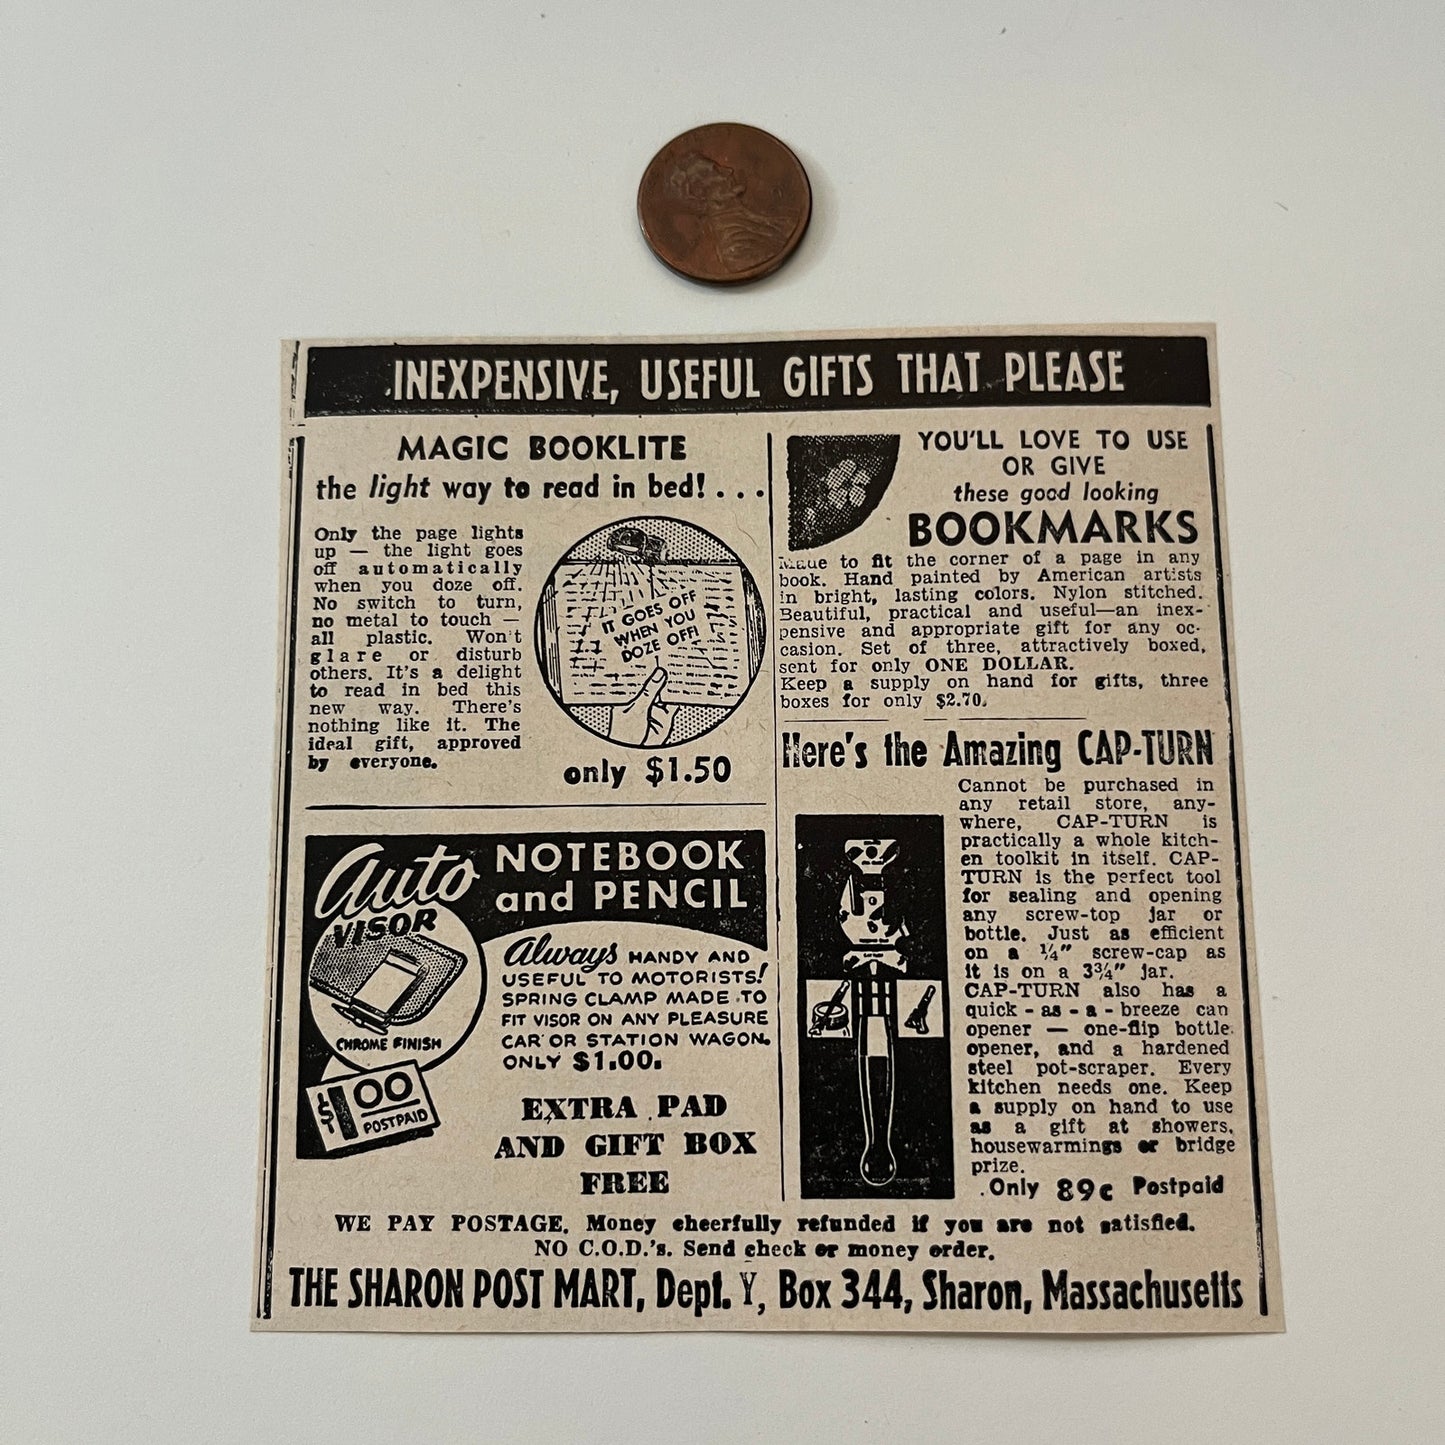 INEXPENSIVE, USEFUL GIFTS THAT PLEASE
MAGIC BOOKLITE
the light way to read in bed! . . .
Only the page lights
up — the light goes
off automatically
when you doze off.
No switch to turn,
no metal to touch —
all plastic. Won't
glare or disturb
others. It's a delight
to read in bed this
new way. There's
nothing like it. The
ideal gift, approved
by everyone.
IT GOES OFF
WHEN YOU
DOZE OFF!
only $1.50
YOU'LL LOVE TO USE
OR GIVE
these good looking
BOOKMARKS
Made to fit the corner of a page in any
book. Hand painted by American artists
in bright, lasting colors. Nylon stitched.
Beautiful, practical and useful—an inex-
pensive and appropriate gift for any oc-
casion. Set of three, attractively boxed,
sent for only ONE DOLLAR.
Keep a supply on hand for gifts, three
boxes for only $2.70.
Auto
VISOR
NOTEBOOK
and PENCIL
CHROME FINISH
$1.00
POSTPAID
Always HANDY AND
USEFUL TO MOTORISTS!
SPRING CLAMP MADE TO
FIT VISOR ON ANY PLEASURE
CAR OR STATION WAGON.
ONLY $1.00.
EXTRA PAD
AND GIFT BOX
FREE
Here's the Amazing CAP-TURN
Cannot be purchased in
any retail store, any-
where, CAP-TURN is
practically a whole kitch-
en toolkit in itself. CAP-
TURN is the perfect tool
for sealing and opening
any screw-top jar or
bottle. Just as efficient
on a ¼" screw-cap as
it is on a 3¾" jar.
CAP-TURN also has a
quick - as - a - breeze can
opener — one-flip bottle
opener, and a hardened
steel pot-scraper. Every
kitchen needs one. Keep
a supply on hand to use
as a gift at showers,
housewarmings or bridge
prize.
Only 89c Postpaid
WE PAY POSTAGE. Money cheerfully refunded if you are not satisfied.
NO C.O.D.'s. Send check or money order.
THE SHARON POST MART, Dept. Y, Box 344, Sharon, Massachusetts